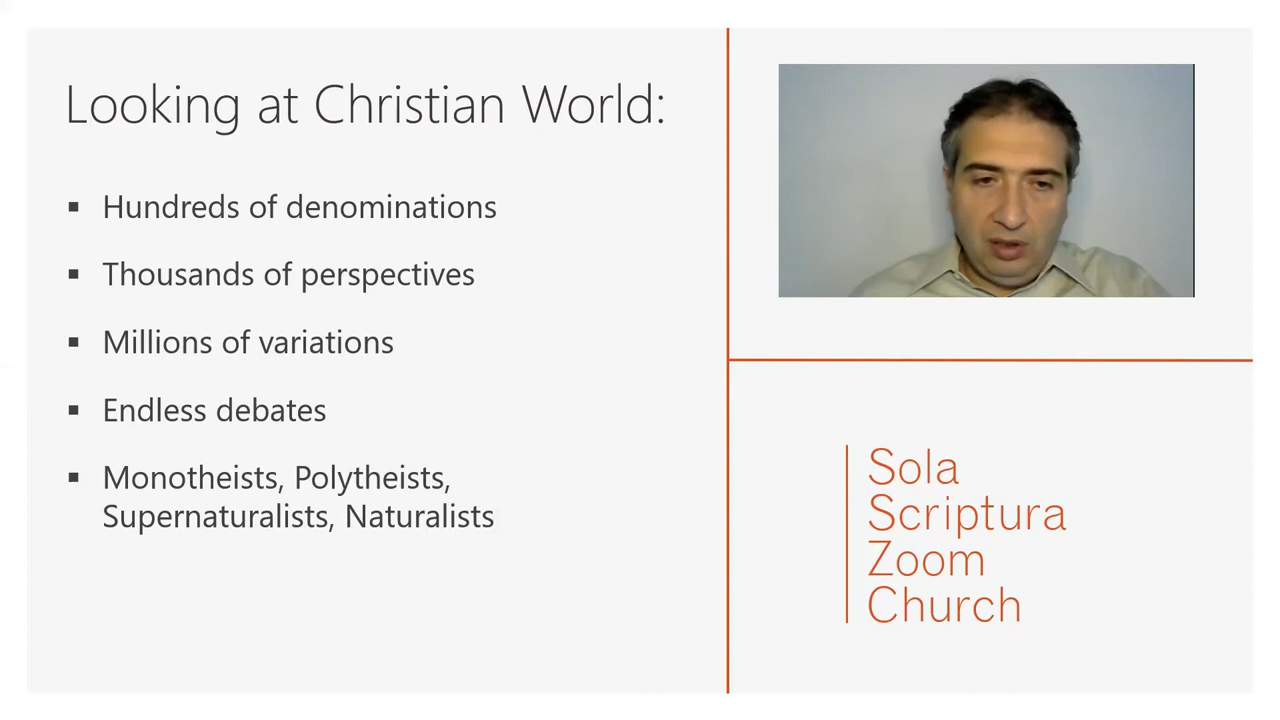 Looking at Christian World:
▪ Hundreds of denominations
▪ Thousands of perspectives
▪ Millions of variations
▪ Endless debates
▪ Monotheists, Polytheists,
Supernaturalists, Naturalists
Sola
Scriptura
Zoom
Church